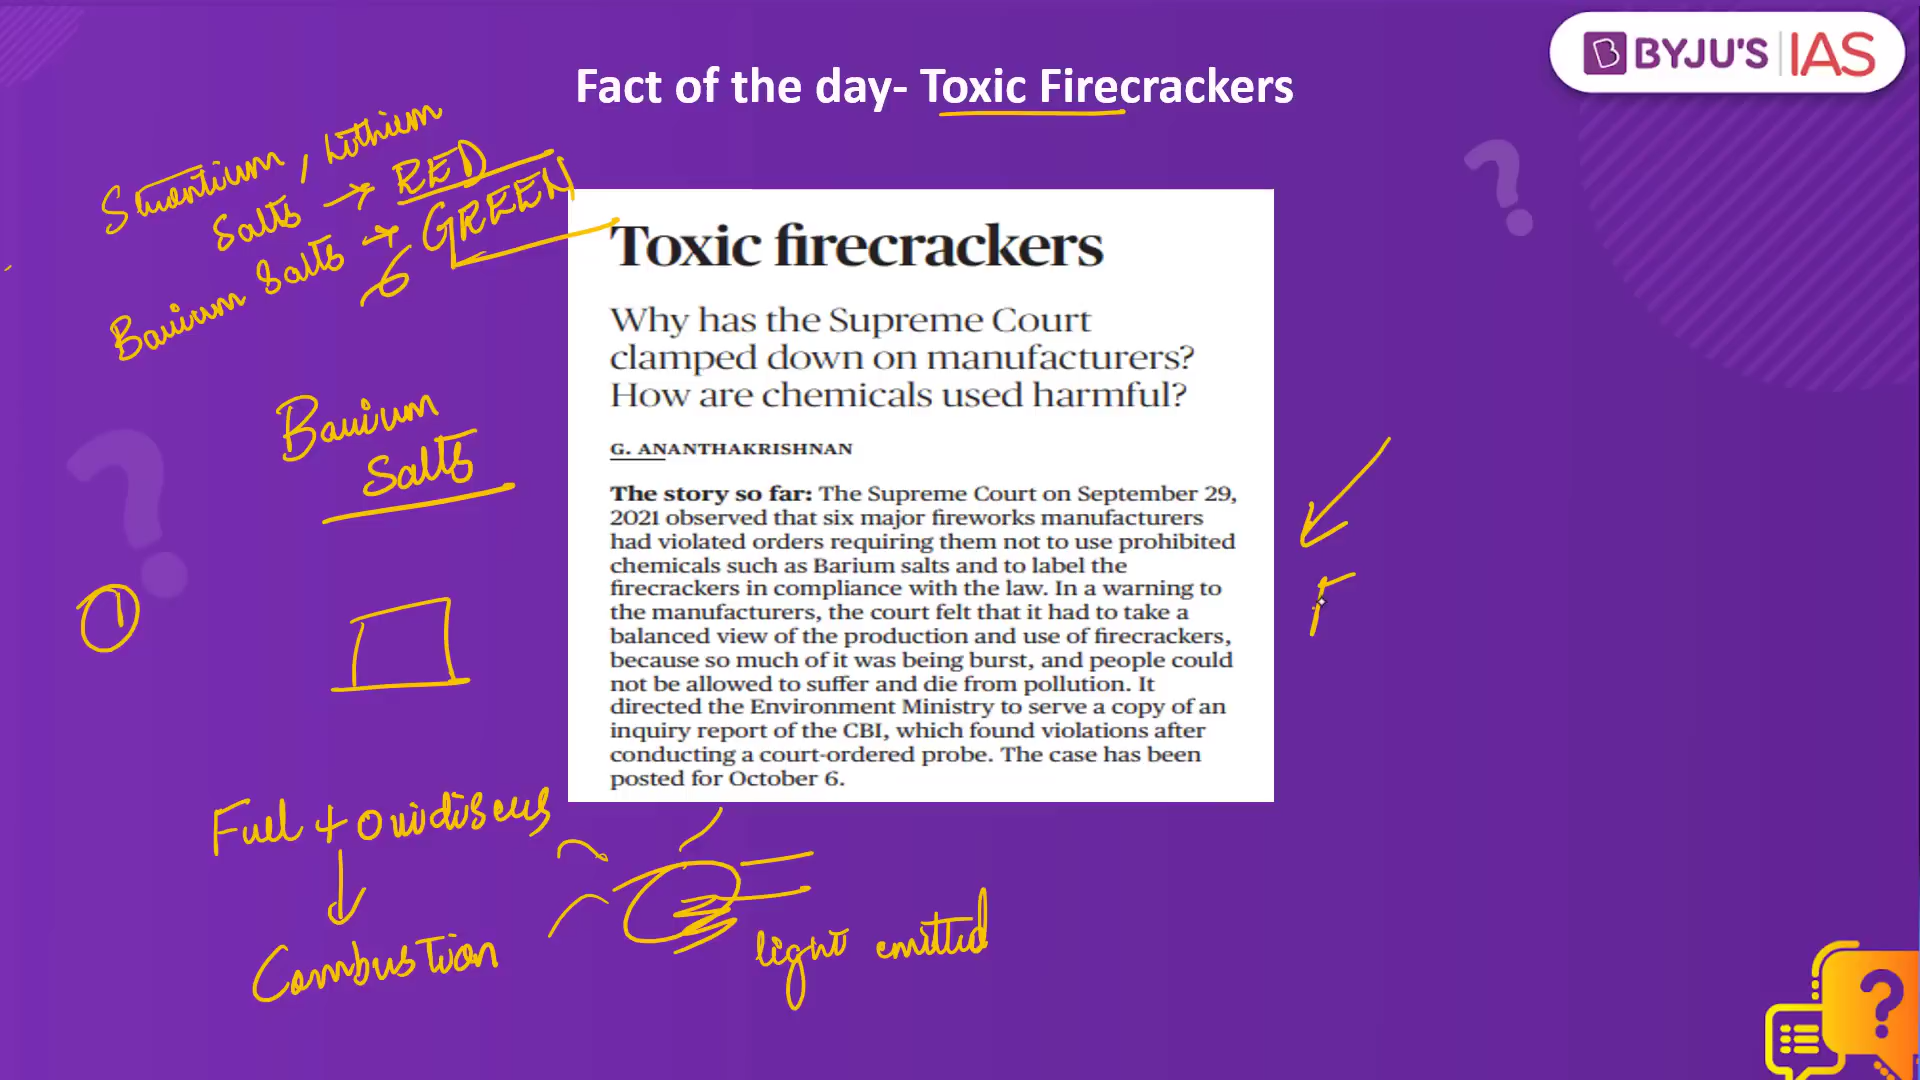 BYJU'S IAS
Fact of the day- Toxic Firecrackers
Strontium, Lithium
Salts → RED
Barium Salts → GREEN
Barium
Salts
1
Toxic firecrackers
Why has the Supreme Court
clamped down on manufacturers?
How are chemicals used harmful?
G. ANANTHAKRISHNAN
The story so far: The Supreme Court on September 29,
2021 observed that six major fireworks manufacturers
had violated orders requiring them not to use prohibited
chemicals such as Barium salts and to label the
firecrackers in compliance with the law. In a warning to
the manufacturers, the court felt that it had to take a
balanced view of the production and use of firecrackers,
because so much of it was being burst, and people could
not be allowed to suffer and die from pollution. It
directed the Environment Ministry to serve a copy of an
inquiry report of the CBI, which found violations after
conducting a court-ordered probe. The case has been
posted for October 6.
Fuel + oxidisers
Combustion
light emitted